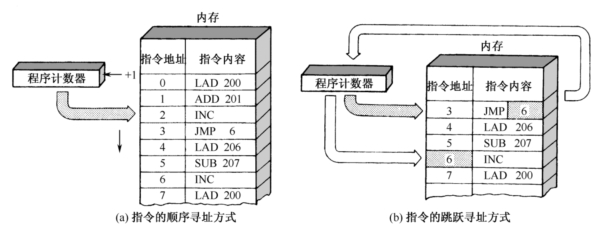 内存
程序计数器
+1
指令地址 指令内容
0 LAD 200
1 ADD 201
2 INC
3 JMP 6
4 LAD 206
5 SUB 207
6 INC
7 LAD 200
(a) 指令的顺序寻址方式
内存
程序计数器
指令地址 指令内容
3 JMP 6
4 LAD 206
5 SUB 207
6 INC
7 LAD 200
(b) 指令的跳跃寻址方式